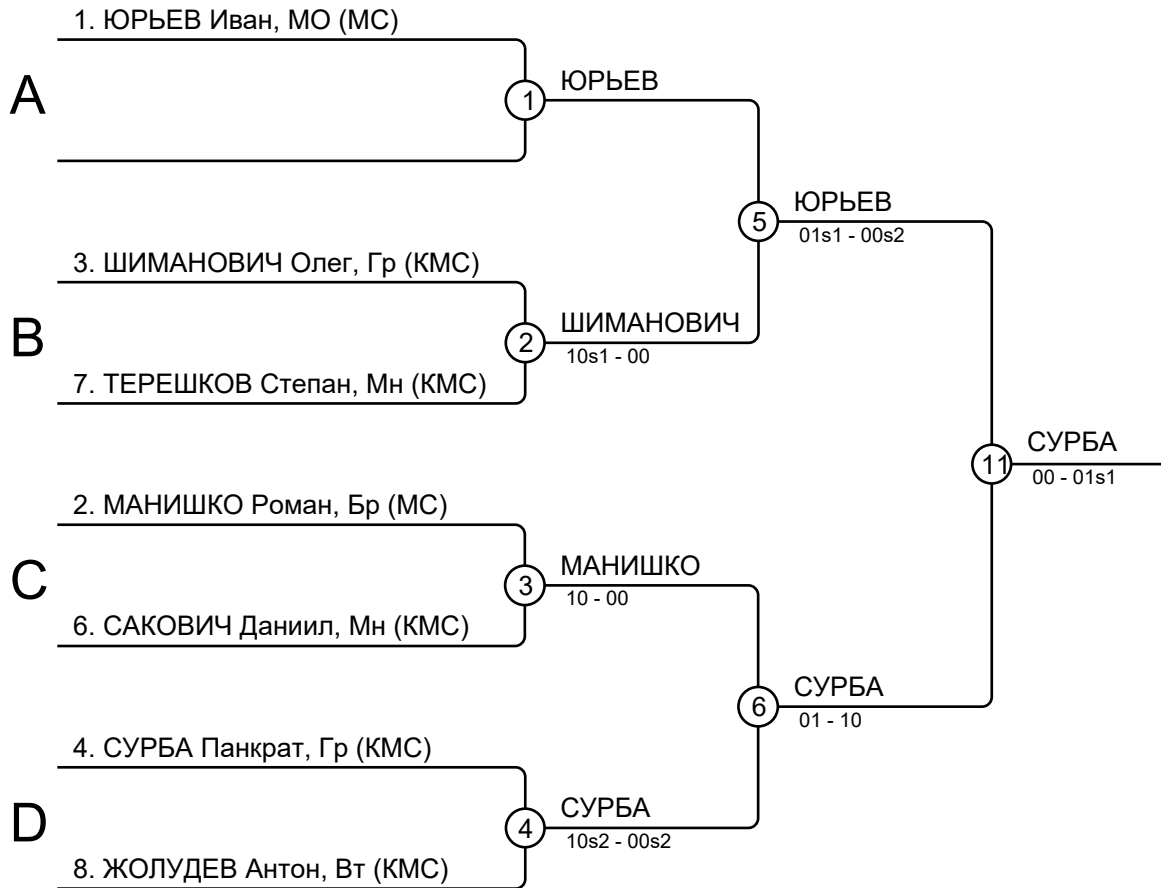 1. ЮРЬЕВ Иван, МО (МС)
A
1
ЮРЬЕВ
5
ЮРЬЕВ
01s1 - 00s2
3. ШИМАНОВИЧ Олег, Гр (КМС)
B
2
ШИМАНОВИЧ
10s1 - 00
7. ТЕРЕШКОВ Степан, Мн (КМС)
11
СУРБА
00 - 01s1
2. МАНИШКО Роман, Бр (МС)
C
3
МАНИШКО
10 - 00
6. САКОВИЧ Даниил, Мн (КМС)
6
СУРБА
01 - 10
4. СУРБА Панкрат, Гр (КМС)
D
4
СУРБА
10s2 - 00s2
8. ЖОЛУДЕВ Антон, Вт (КМС)